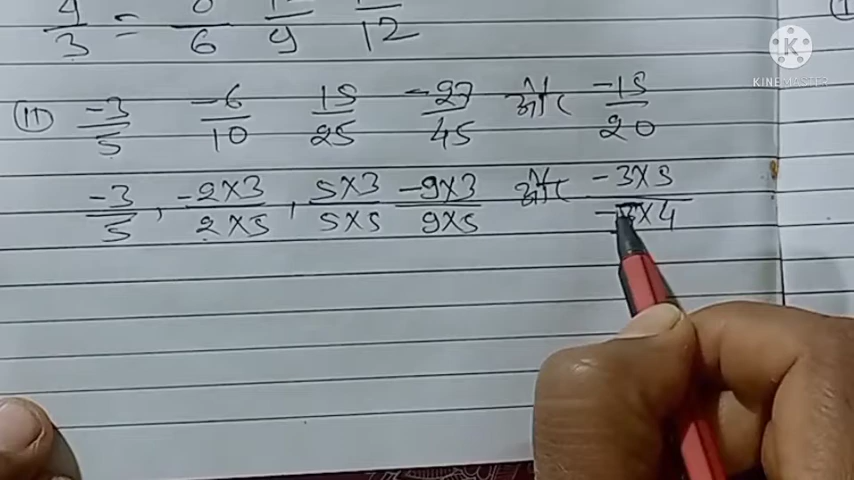 4/3 = 8/6 12/9 /12
(11) -3/5 -6/10 15/25 -27/45 और -15/20
-3/5, -2×3/2×5, 5×3/5×5 -9×3/9×5 और -3×5/ ×4
K
KINEMASTER